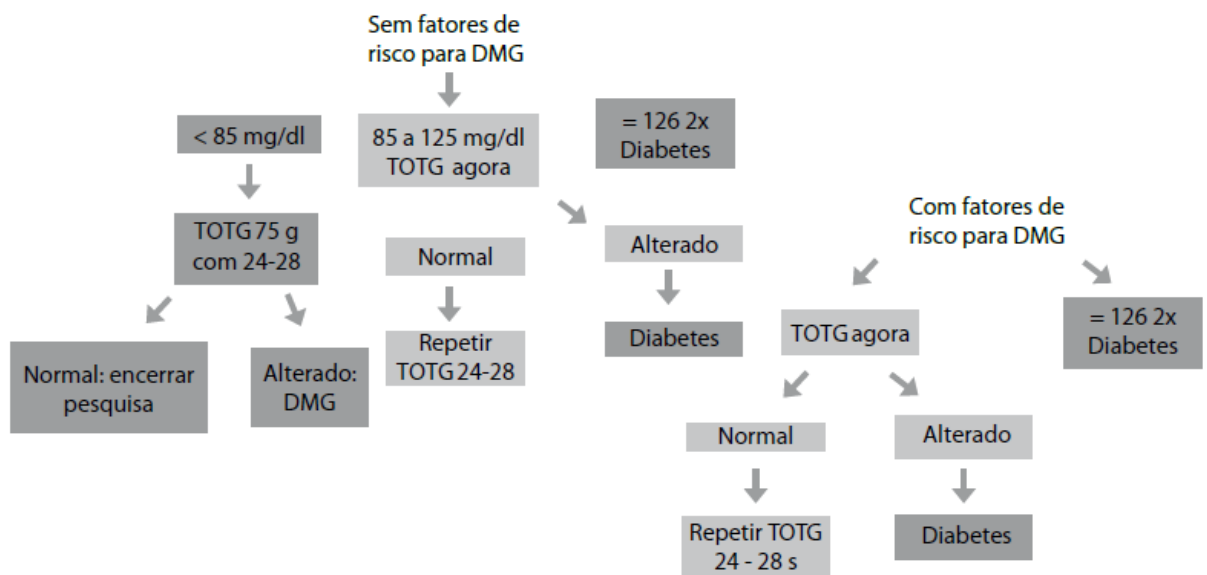 Sem fatores de
risco para DMG
< 85 mg/dl
85 a 125 mg/dl
TOTG agora
= 126 2x
Diabetes
TOTG 75 g
com 24-28
Normal
Alterado
Normal: encerrar
pesquisa
Alterado:
DMG
Repetir
TOTG 24-28
Diabetes
Com fatores de
risco para DMG
TOTG agora
= 126 2x
Diabetes
Normal
Alterado
Repetir TOTG
24 - 28 s
Diabetes